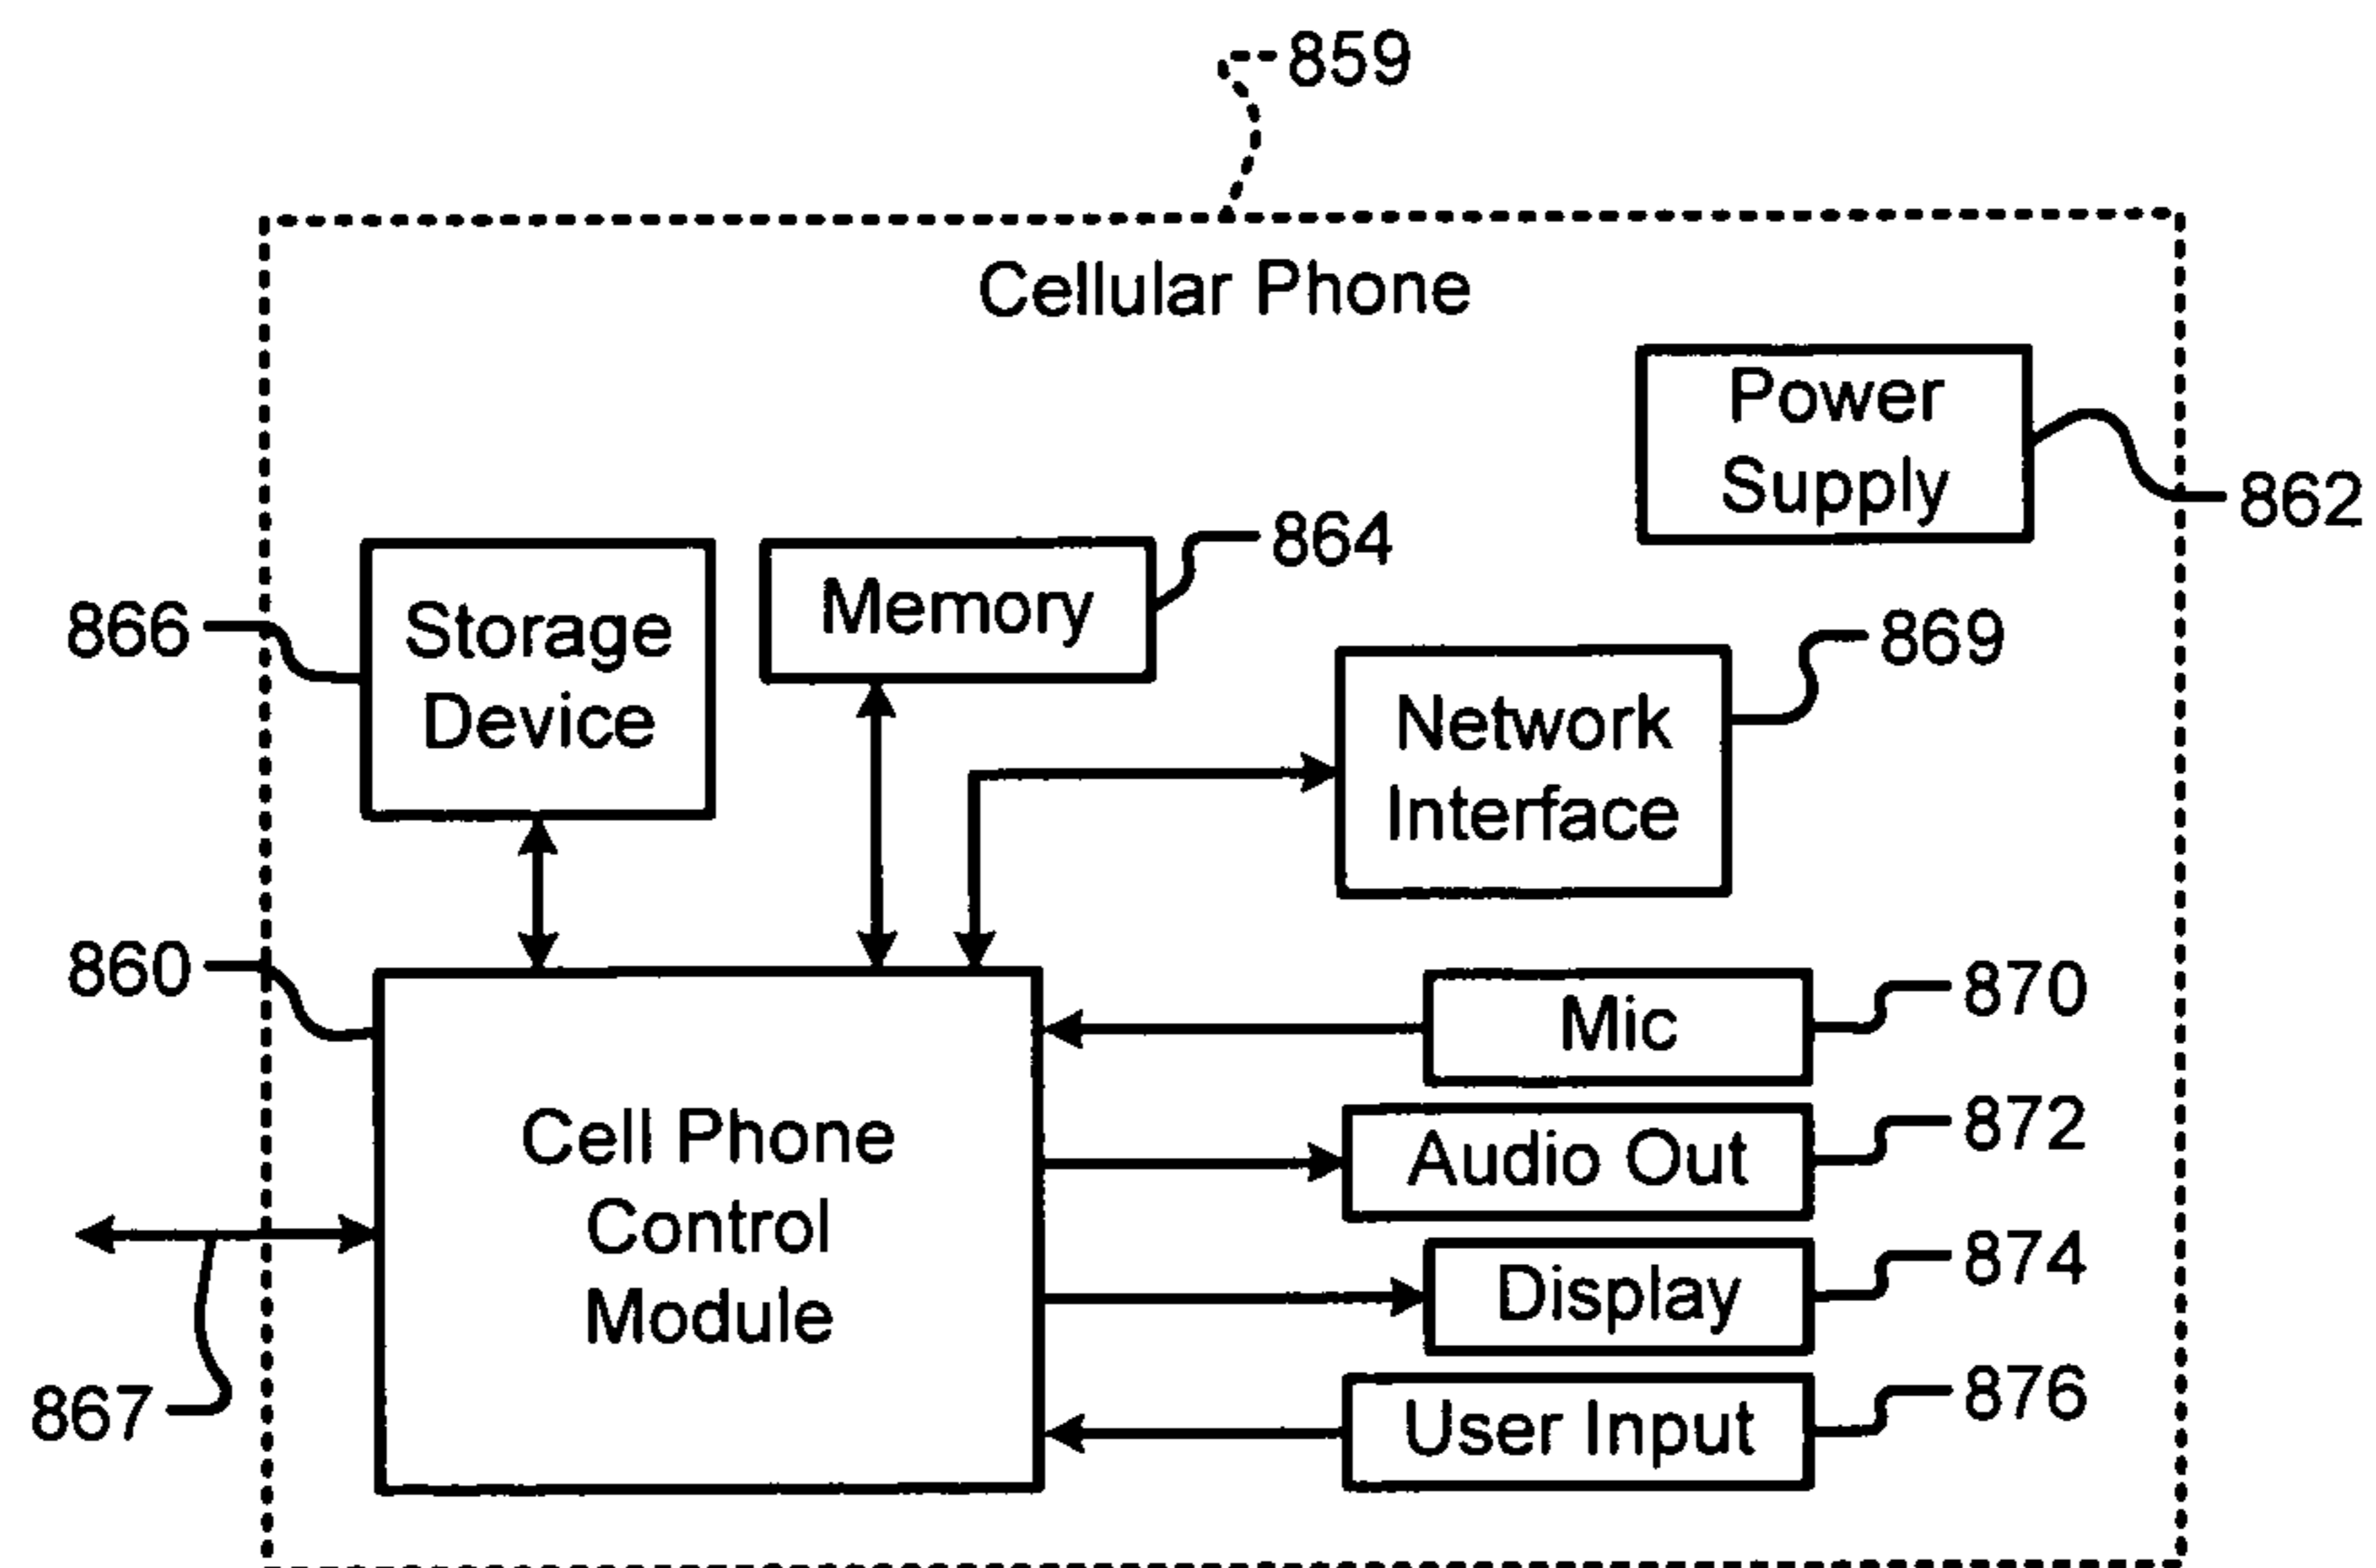 859
Cellular Phone
Power
Supply
862
864
Memory
866
Storage
Device
869
Network
Interface
860
Cell Phone
Control
Module
867
Mic
870
Audio Out
872
Display
874
User Input
876